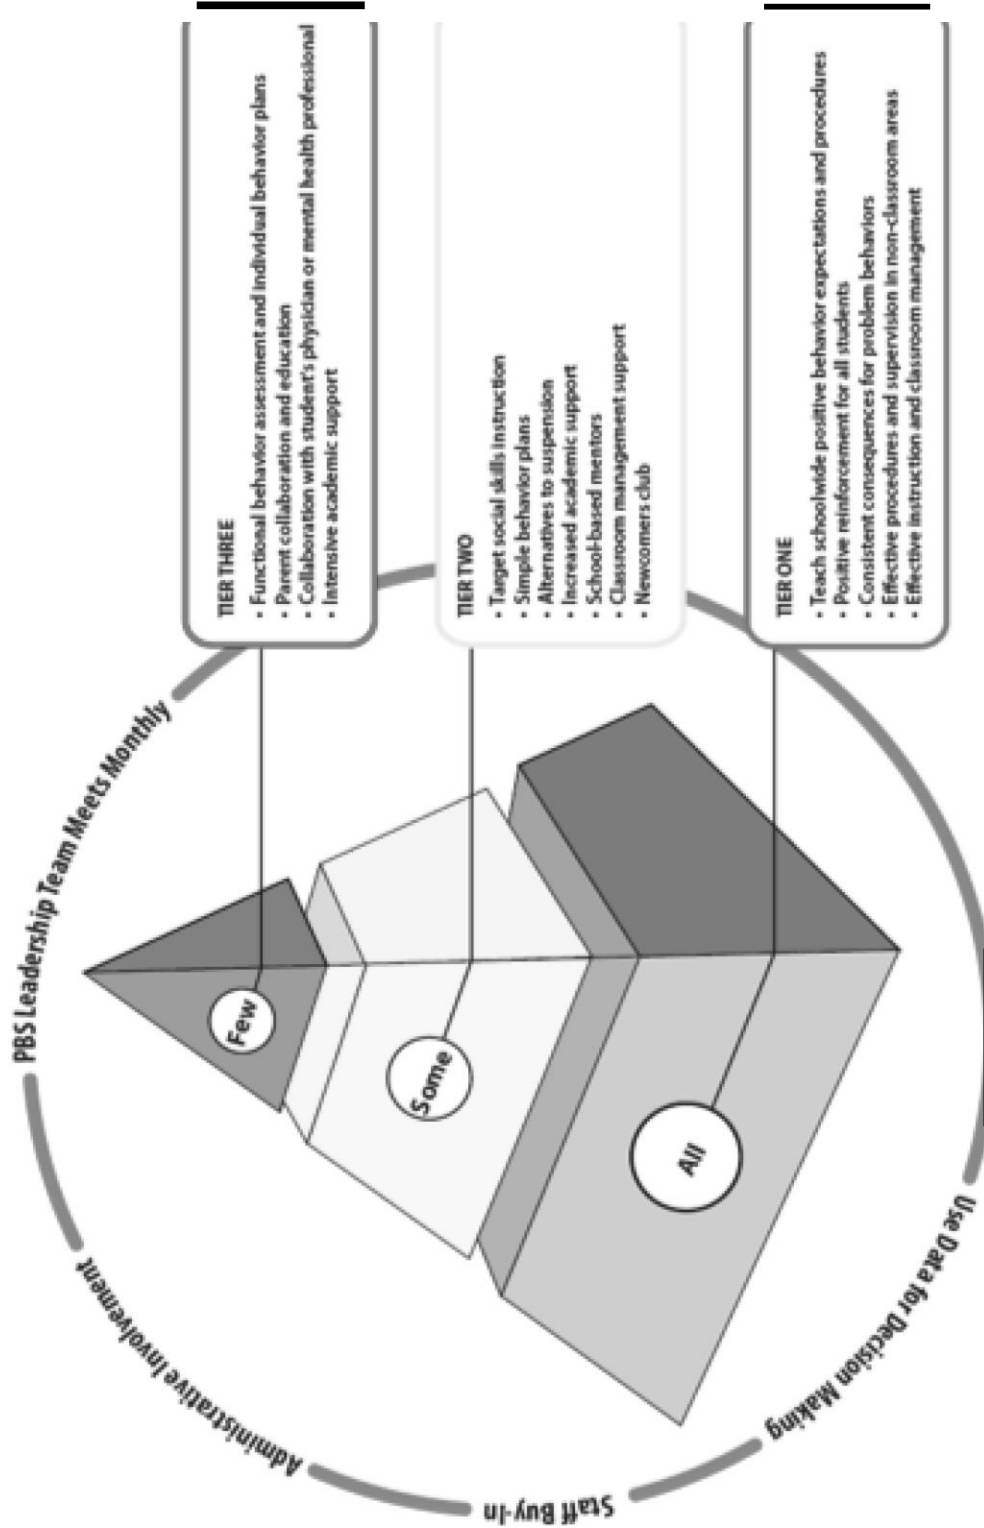 PBS Leadership Team Meets Monthly
Administrative Involvement
Staff Buy-In
Use Data for Decision Making
Few
Some
All
TIER THREE
• Functional behavior assessment and individual behavior plans
• Parent collaboration and education
• Collaboration with student's physician or mental health professional
• Intensive academic support
TIER TWO
• Target social skills instruction
• Simple behavior plans
• Alternatives to suspension
• Increased academic support
• School-based mentors
• Classroom management support
• Newcomers club
TIER ONE
• Teach schoolwide positive behavior expectations and procedures
• Positive reinforcement for all students
• Consistent consequences for problem behaviors
• Effective procedures and supervision in non-classroom areas
• Effective instruction and classroom management